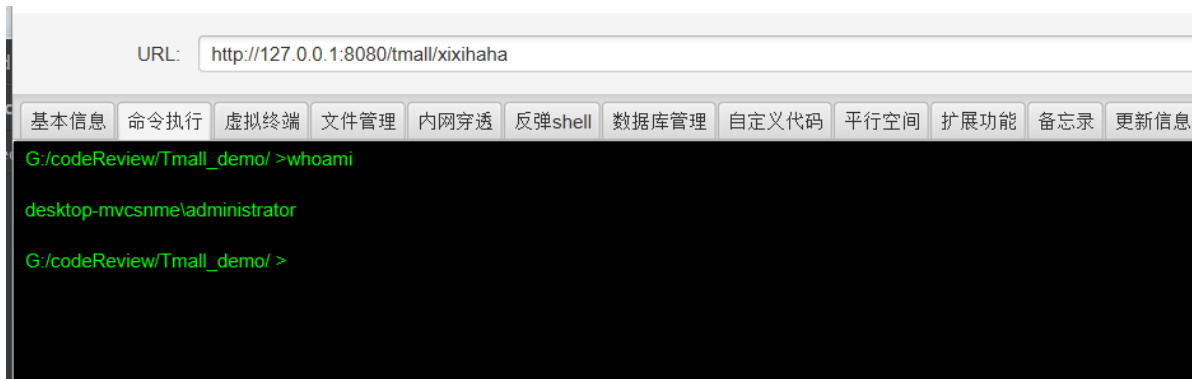 URL: http://127.0.0.1:8080/tmall/xixihaha
基本信息 命令执行 虚拟终端 文件管理 内网穿透 反弹shell 数据库管理 自定义代码 平行空间 扩展功能 备忘录 更新信息
G:/codeReview/Tmall_demo/ >whoami
desktop-mvcsnme\administrator
G:/codeReview/Tmall_demo/ >